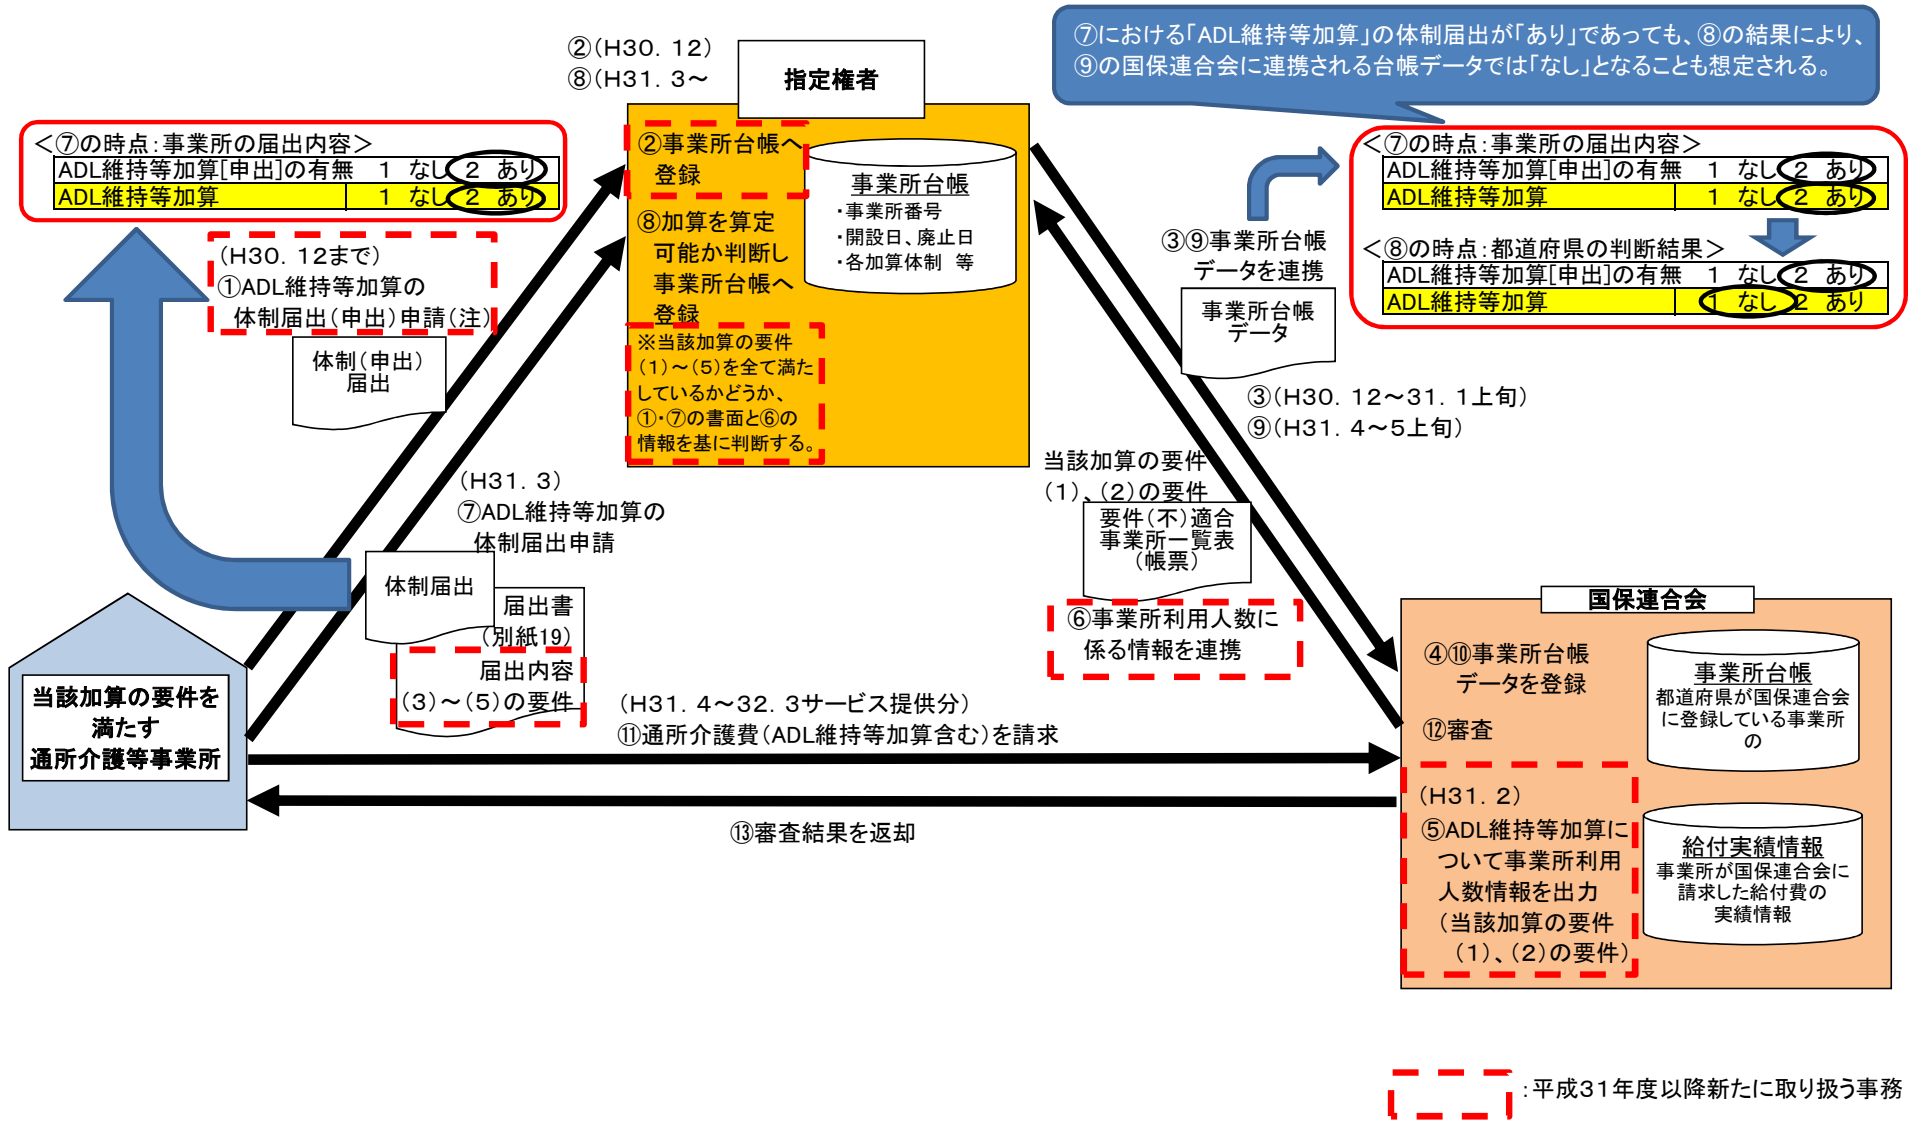 ⑦における「ADL維持等加算」の体制届出が「あり」であっても、⑧の結果により、
⑨の国保連合会に連携される台帳データでは「なし」となることも想定される。
②(H30．12)
⑧(H31．3～
指定権者
②事業所台帳へ
登録
⑧加算を算定
可能か判断し
事業所台帳へ
登録
※当該加算の要件
(1)～(5)を全て満た
しているかどうか、
①・⑦の書面と⑥の
情報を基に判断する。
事業所台帳
・事業所番号
・開設日、廃止日
・各加算体制 等
＜⑦の時点：事業所の届出内容＞
ADL維持等加算[申出]の有無 1 なし 2 あり
ADL維持等加算 1 なし 2 あり
(H30．12まで)
①ADL維持等加算の
体制届出(申出)申請(注)
体制(申出)
届出
(H31．3)
⑦ADL維持等加算の
体制届出申請
体制届出
届出書
(別紙19)
届出内容
(3)～(5)の要件
当該加算の要件を
満たす
通所介護等事業所
＜⑦の時点：事業所の届出内容＞
ADL維持等加算[申出]の有無 1 なし 2 あり
ADL維持等加算 1 なし 2 あり
＜⑧の時点：都道府県の判断結果＞
ADL維持等加算[申出]の有無 1 なし 2 あり
ADL維持等加算 1 なし 2 あり
③⑨事業所台帳
データを連携
事業所台帳
データ
③(H30．12～31．1上旬)
⑨(H31．4～5上旬)
当該加算の要件
(1)、(2)の要件
要件(不)適合
事業所一覧表
(帳票)
⑥事業所利用人数に
係る情報を連携
(H31．4～32．3サービス提供分)
⑪通所介護費(ADL維持等加算含む)を請求
⑬審査結果を返却
国保連合会
④⑩事業所台帳
データを登録
⑫審査
(H31．2)
⑤ADL維持等加算に
ついて事業所利用
人数情報を出力
(当該加算の要件
(1)、(2)の要件)
事業所台帳
都道府県が国保連合会
に登録している事業所
の
給付実績情報
事業所が国保連合会に
請求した給付費の
実績情報
：平成31年度以降新たに取り扱う事務